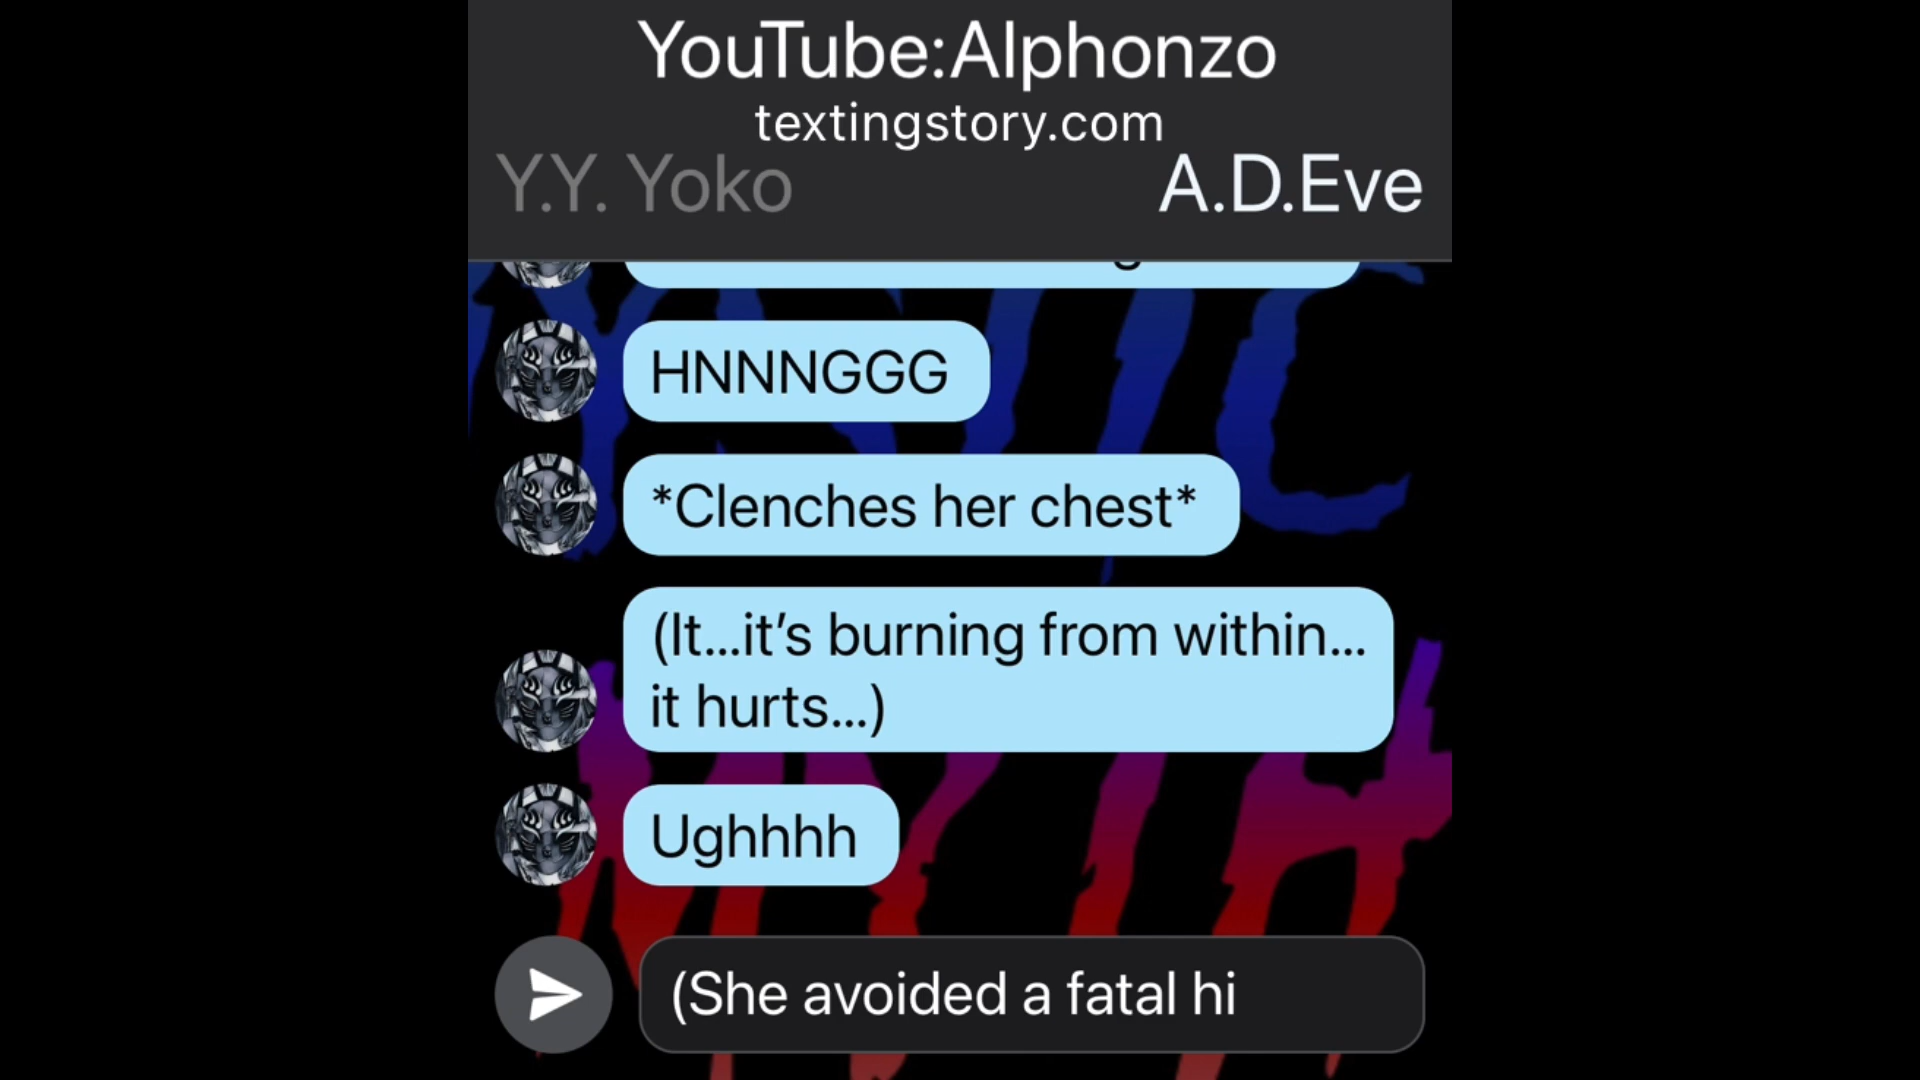 YouTube:Alphonzo
textingstory.com
Y.Y. Yoko
A.D.Eve
HNNNGGG
*Clenches her chest*
(It...it’s burning from within...
it hurts...)
Ughhhh
(She avoided a fatal hi